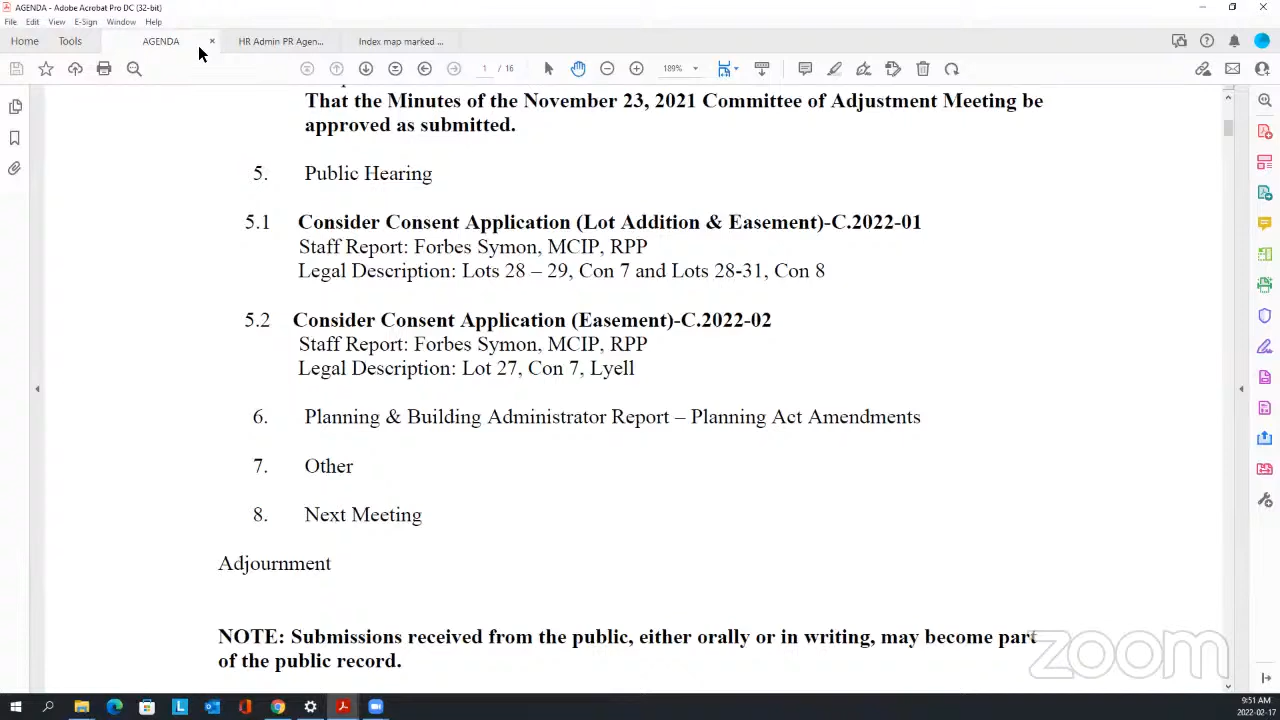 AGENDA - Adobe Acrobat Pro DC (32-bit)
File Edit View E-Sign Window Help
Home Tools AGENDA × HR Admin PR Agen... Index map marked ...
1 / 16 189%
That the Minutes of the November 23, 2021 Committee of Adjustment Meeting be
approved as submitted.
5. Public Hearing
5.1 Consider Consent Application (Lot Addition & Easement)-C.2022-01
Staff Report: Forbes Symon, MCIP, RPP
Legal Description: Lots 28 – 29, Con 7 and Lots 28-31, Con 8
5.2 Consider Consent Application (Easement)-C.2022-02
Staff Report: Forbes Symon, MCIP, RPP
Legal Description: Lot 27, Con 7, Lyell
6. Planning & Building Administrator Report – Planning Act Amendments
7. Other
8. Next Meeting
Adjournment
NOTE: Submissions received from the public, either orally or in writing, may become part
of the public record.
zoom
9:51 AM
2022-02-17